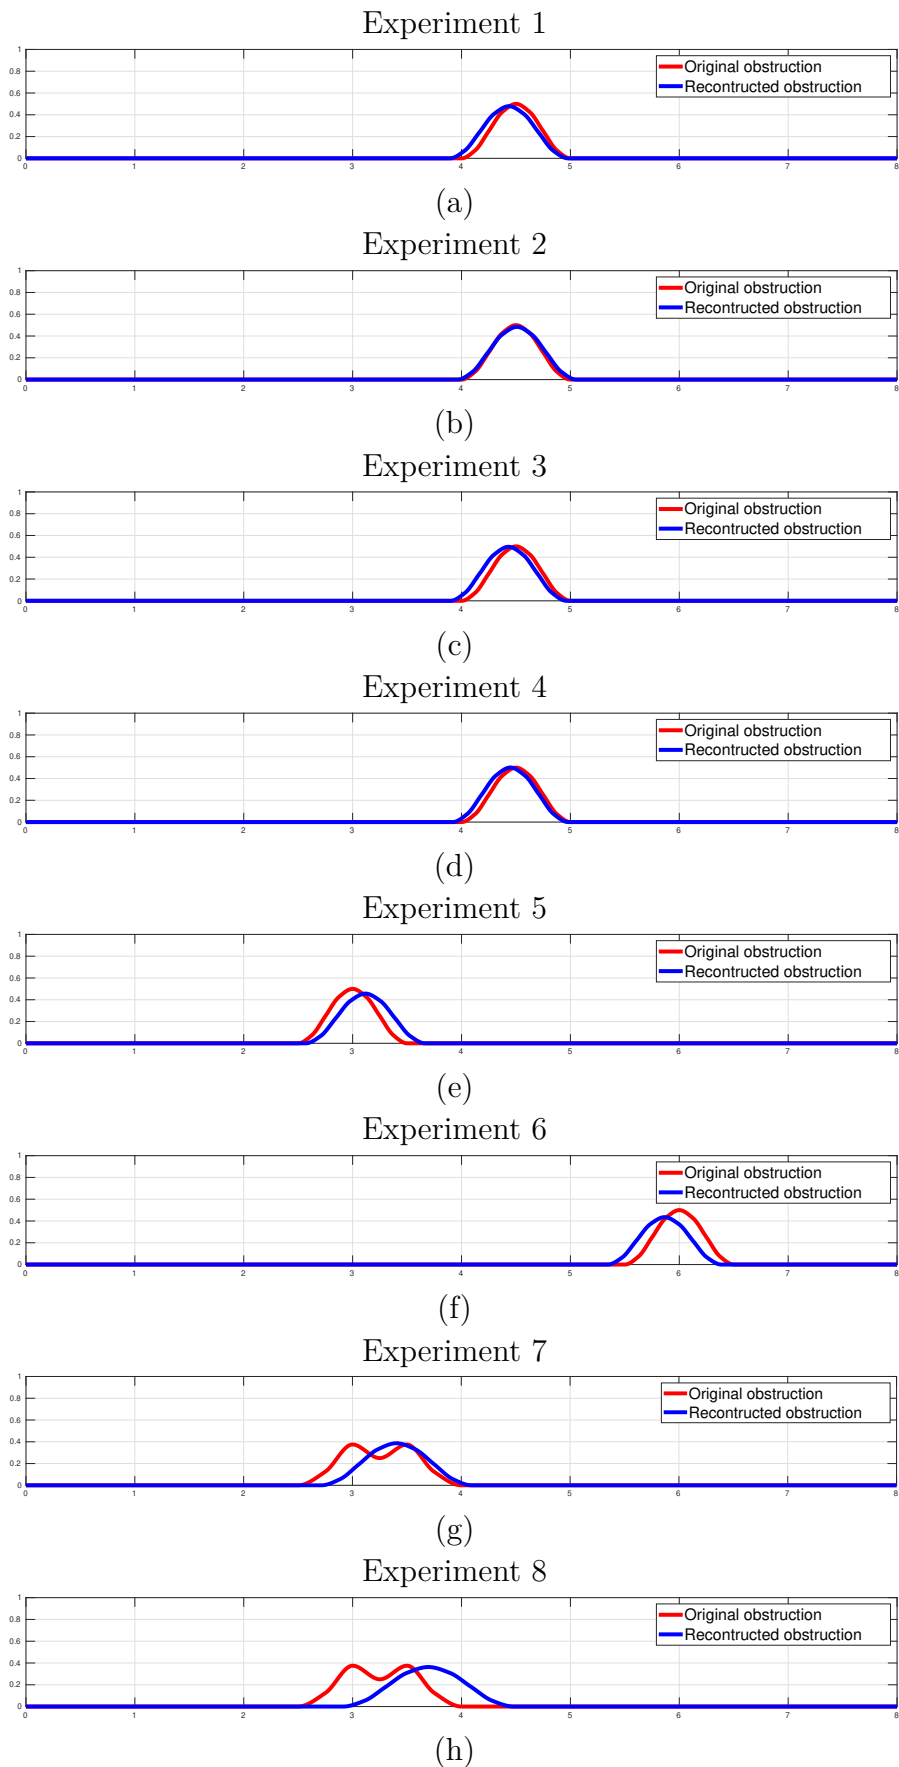 Experiment 1
1
0.8
0.6
0.4
0.2
0
Original obstruction
Recontructed obstruction
0 1 2 3 4 5 6 7 8
(a)
Experiment 2
1
0.8
0.6
0.4
0.2
0
Original obstruction
Recontructed obstruction
0 1 2 3 4 5 6 7 8
(b)
Experiment 3
1
0.8
0.6
0.4
0.2
0
Original obstruction
Recontructed obstruction
0 1 2 3 4 5 6 7 8
(c)
Experiment 4
1
0.8
0.6
0.4
0.2
0
Original obstruction
Recontructed obstruction
0 1 2 3 4 5 6 7 8
(d)
Experiment 5
1
0.8
0.6
0.4
0.2
0
Original obstruction
Recontructed obstruction
0 1 2 3 4 5 6 7 8
(e)
Experiment 6
1
0.8
0.6
0.4
0.2
0
Original obstruction
Recontructed obstruction
0 1 2 3 4 5 6 7 8
(f)
Experiment 7
1
0.8
0.6
0.4
0.2
0
Original obstruction
Recontructed obstruction
0 1 2 3 4 5 6 7 8
(g)
Experiment 8
1
0.8
0.6
0.4
0.2
0
Original obstruction
Recontructed obstruction
0 1 2 3 4 5 6 7 8
(h)